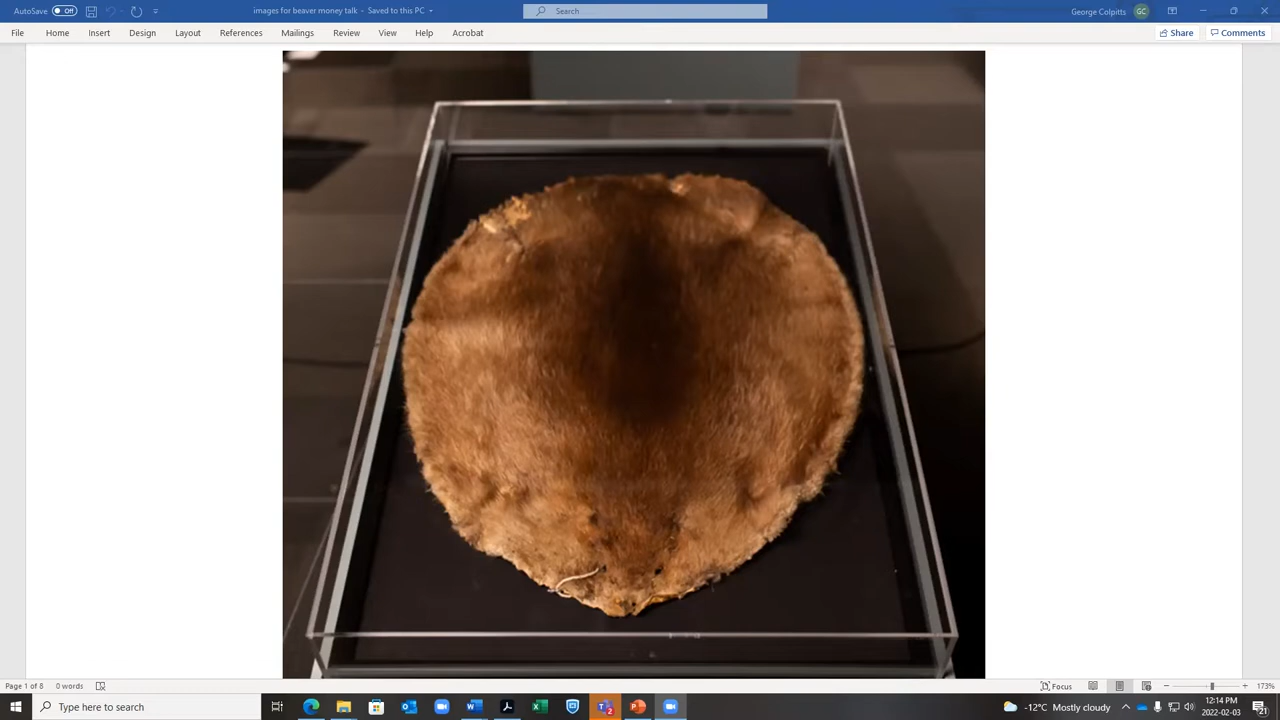 AutoSave Off images for beaver money talk - Saved to this PC Search George Colpitts GC
File Home Insert Design Layout References Mailings Review View Help Acrobat Share Comments
Page 1 of 8 0 words Focus 173%
Type here to search -12°C Mostly cloudy 12:14 PM
2022-02-03